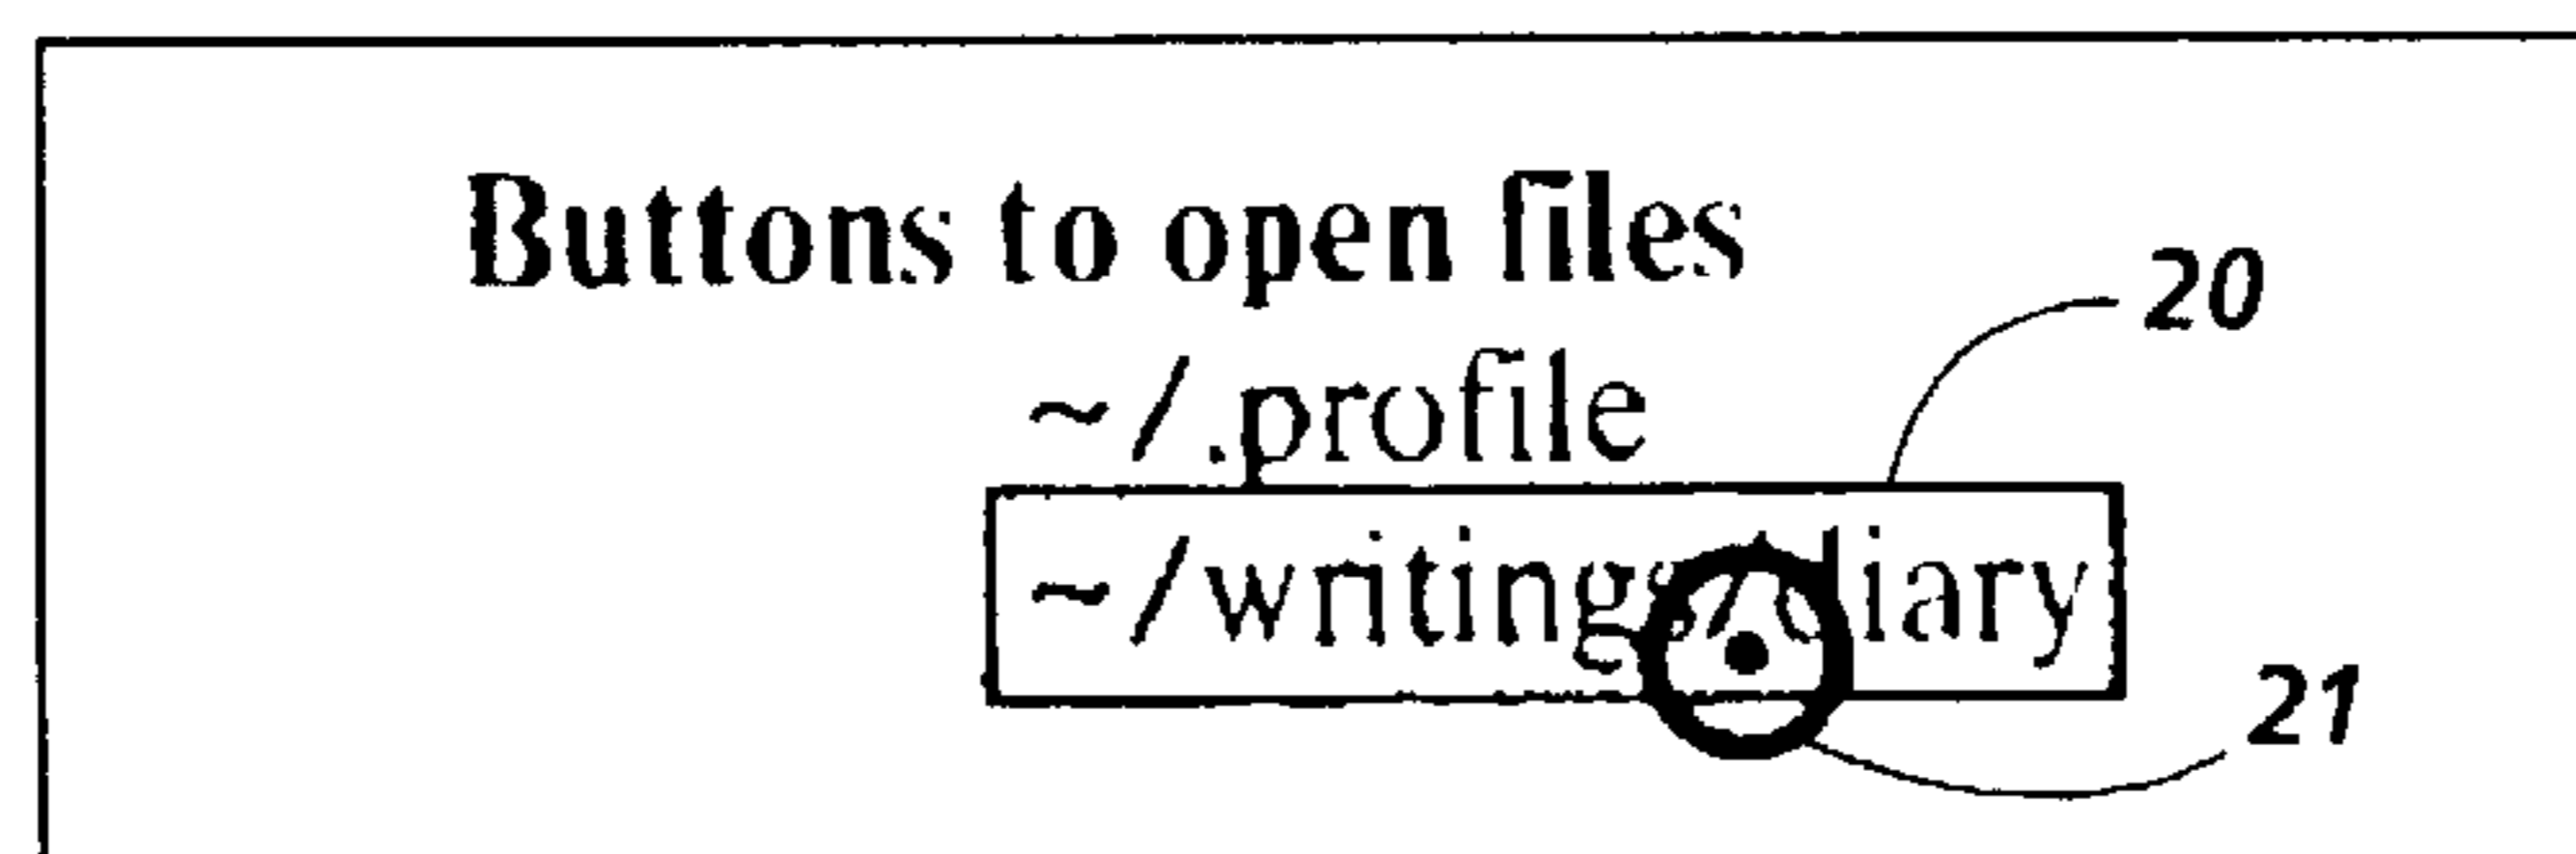 Buttons to open files
20
~/.profile
~/writings/diary
21